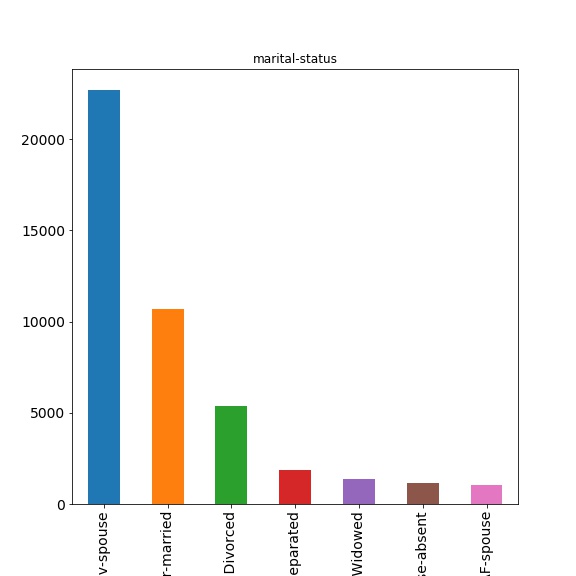 marital-status
20000
15000
10000
5000
0
v-spouse
r-married
Divorced
eparated
Widowed
se-absent
F-spouse